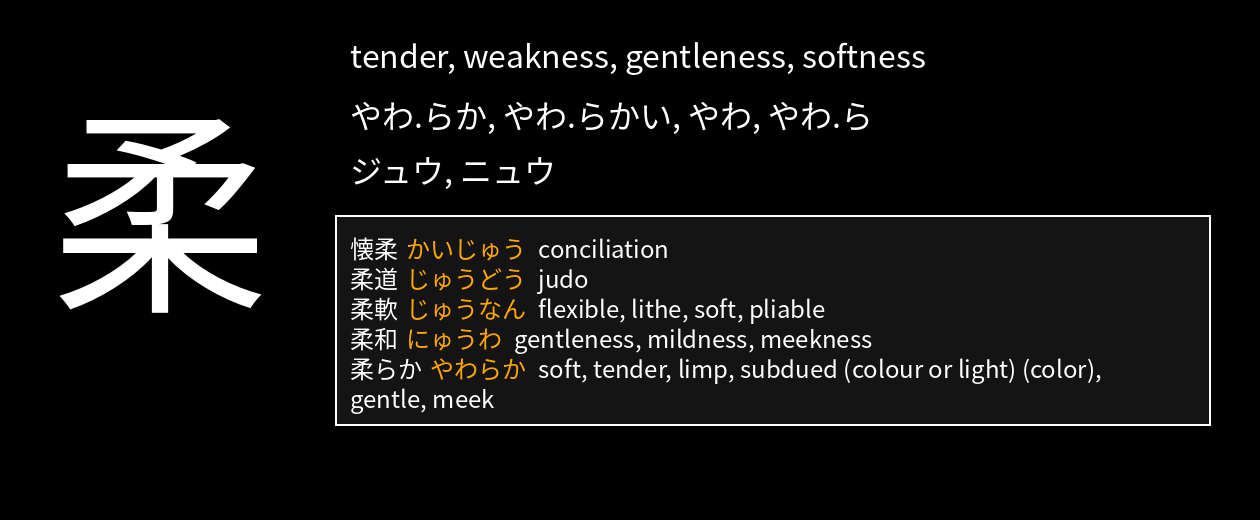 柔
tender, weakness, gentleness, softness
やわ.らか, やわ.らかい, やわ, やわ.ら
ジュウ, ニュウ
懐柔 かいじゅう conciliation
柔道 じゅうどう judo
柔軟 じゅうなん flexible, lithe, soft, pliable
柔和 にゅうわ gentleness, mildness, meekness
柔らか やわらか soft, tender, limp, subdued (colour or light) (color),
gentle, meek